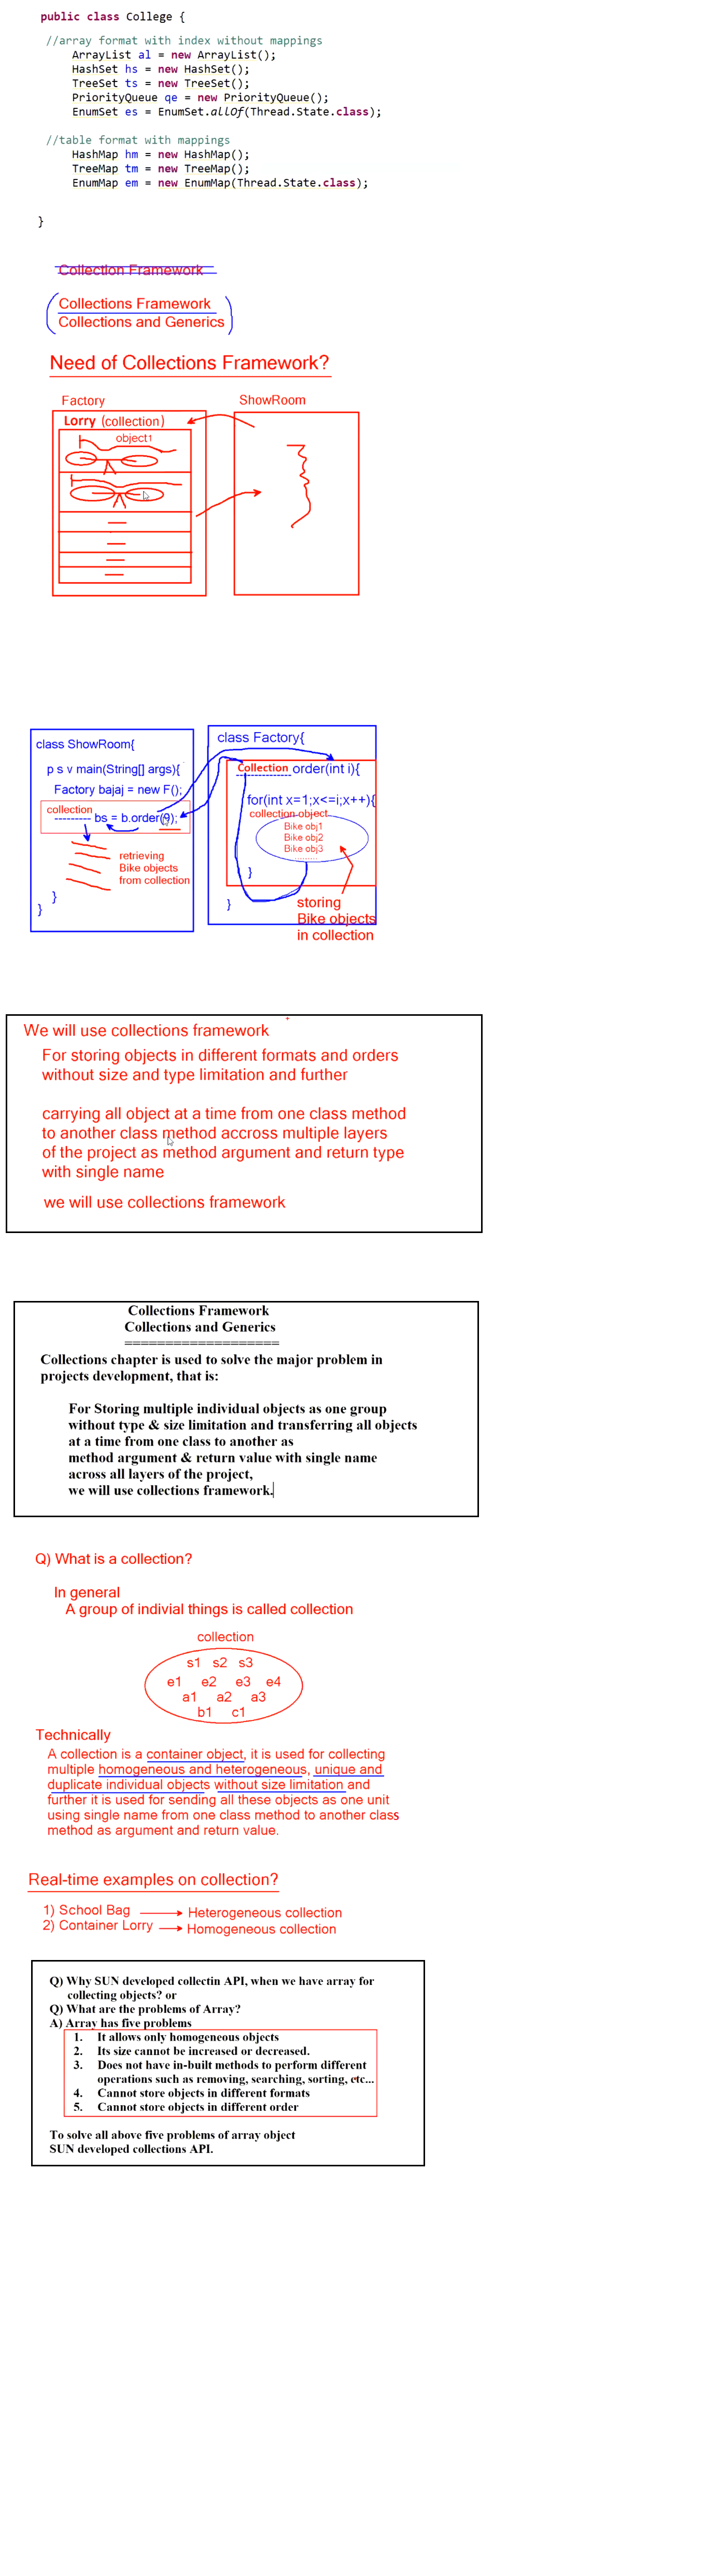 public class College {
//array format with index without mappings
ArrayList al = new ArrayList();
HashSet hs = new HashSet();
TreeSet ts = new TreeSet();
PriorityQueue qe = new PriorityQueue();
EnumSet es = EnumSet.allOf(Thread.State.class);
//table format with mappings
HashMap hm = new HashMap();
TreeMap tm = new TreeMap();
EnumMap em = new EnumMap(Thread.State.class);
}
Collection Framework
Collections Framework
Collections and Generics
Need of Collections Framework?
Factory
ShowRoom
Lorry (collection)
object1
class ShowRoom{
p s v main(String[] args){
Factory bajaj = new F();
collection
--------- bs = b.order(9);
retrieving
Bike objects
from collection
}
}
class Factory{
Collection order(int i){
for(int x=1;x<=i;x++){
collection object
Bike obj1
Bike obj2
Bike obj3
........
}
}
storing
Bike objects
in collection
We will use collections framework
For storing objects in different formats and orders
without size and type limitation and further
carrying all object at a time from one class method
to another class method accross multiple layers
of the project as method argument and return type
with single name
we will use collections framework
Collections Framework
Collections and Generics
===================
Collections chapter is used to solve the major problem in
projects development, that is:
For Storing multiple individual objects as one group
without type & size limitation and transferring all objects
at a time from one class to another as
method argument & return value with single name
across all layers of the project,
we will use collections framework.
Q) What is a collection?
In general
A group of indivial things is called collection
collection
s1 s2 s3
e1 e2 e3 e4
a1 a2 a3
b1 c1
Technically
A collection is a container object, it is used for collecting
multiple homogneous and heterogeneous, unique and
duplicate individual objects without size limitation and
further it is used for sending all these objects as one unit
using single name from one class method to another class
method as argument and return value.
Real-time examples on collection?
1) School Bag Heterogeneous collection
2) Container Lorry Homogeneous collection
Q) Why SUN developed collectin API, when we have array for
collecting objects? or
Q) What are the problems of Array?
A) Array has five problems
1. It allows only homogeneous objects
2. Its size cannot be increased or decreased.
3. Does not have in-built methods to perform different
operations such as removing, searching, sorting, etc...
4. Cannot store objects in different formats
5. Cannot store objects in different order
To solve all above five problems of array object
SUN developed collections API.